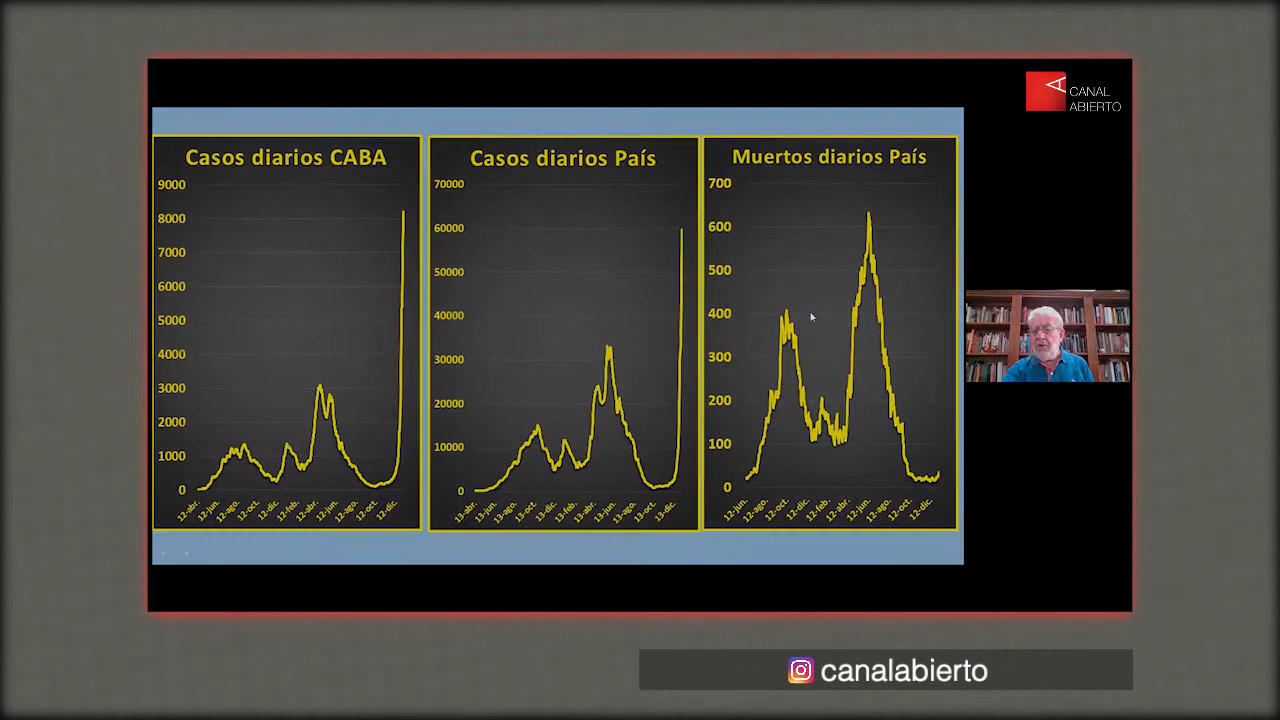 CANAL
ABIERTO
Casos diarios CABA
9000
8000
7000
6000
5000
4000
3000
2000
1000
0
12-abr.
12-jun.
12-ago.
12-oct.
12-dic.
12-feb.
12-abr.
12-jun.
12-ago.
12-oct.
12-dic.
Casos diarios País
70000
60000
50000
40000
30000
20000
10000
0
13-abr.
13-jun.
13-ago.
13-oct.
13-dic.
13-feb.
13-abr.
13-jun.
13-ago.
13-oct.
13-dic.
Muertos diarios País
700
600
500
400
300
200
100
0
12-jun.
12-ago.
12-oct.
12-dic.
12-feb.
12-abr.
12-jun.
12-ago.
12-oct.
12-dic.
canalabierto